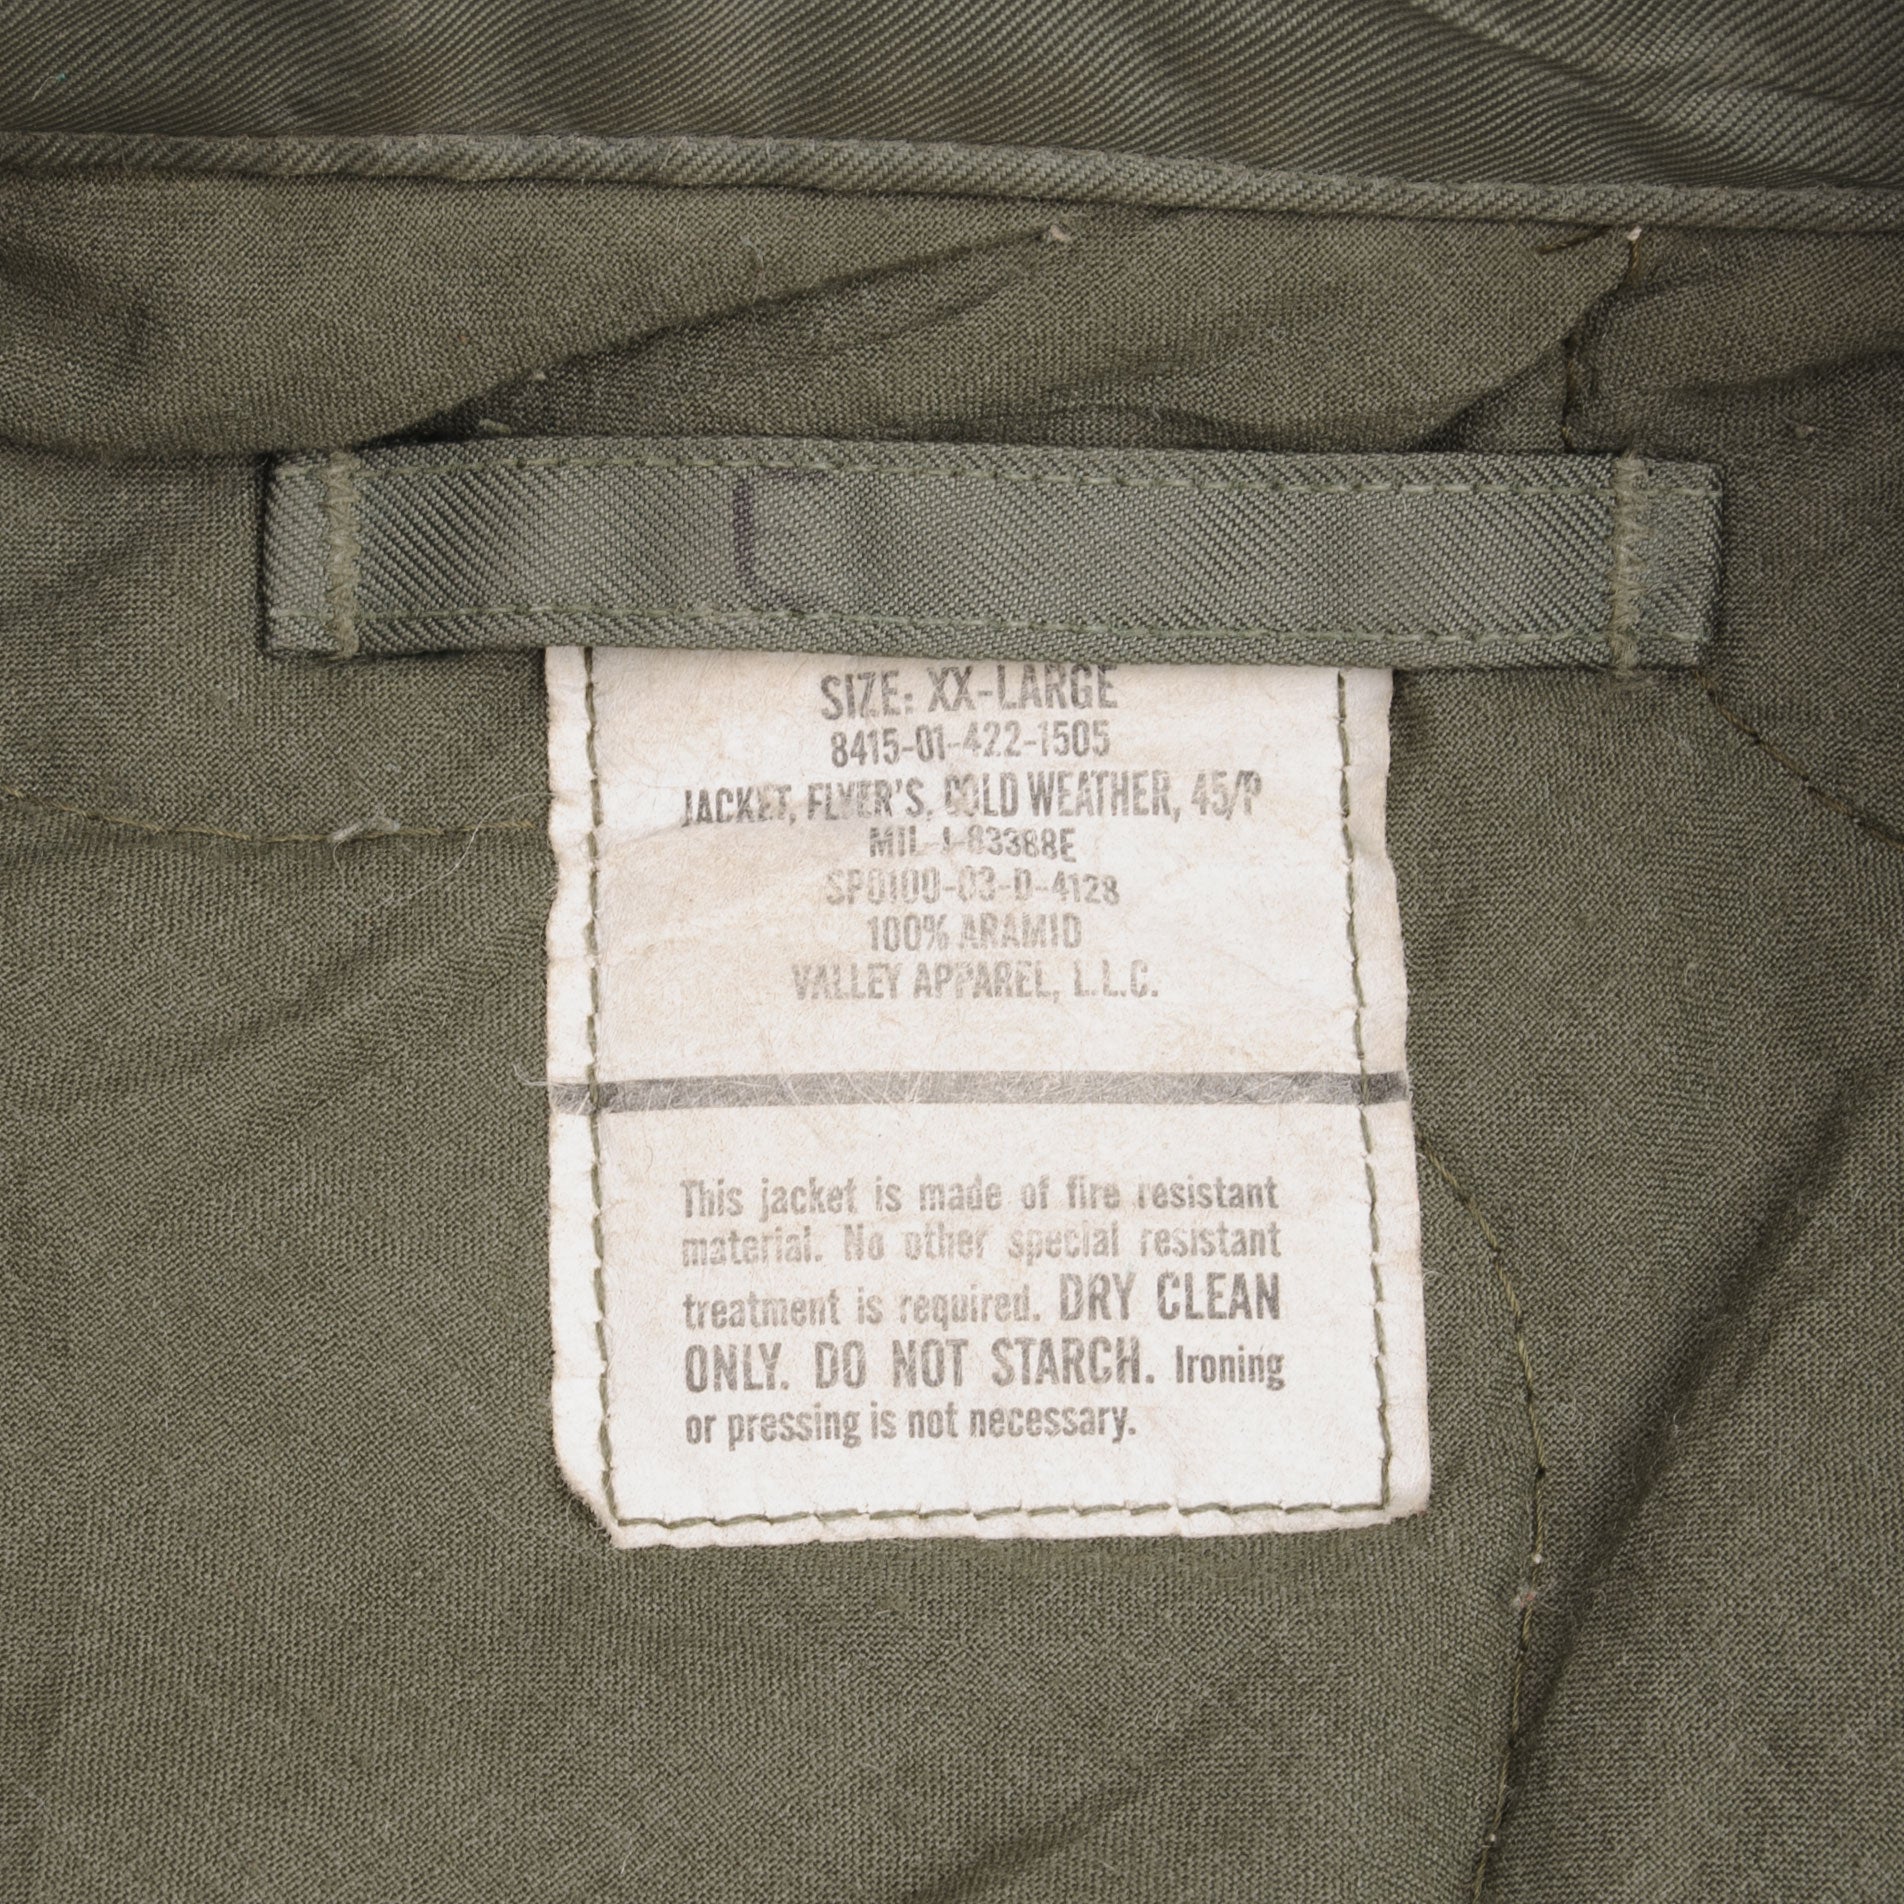 SIZE: XX-LARGE
8415-01-422-1505
JACKET, FLYER'S, COLD WEATHER, 45/P
MIL-J-83388E
SP0100-03-D-4128
100% ARAMID
VALLEY APPAREL, L.L.C.
This jacket is made of fire resistant
material. No other special resistant
treatment is required. DRY CLEAN
ONLY. DO NOT STARCH. Ironing
or pressing is not necessary.